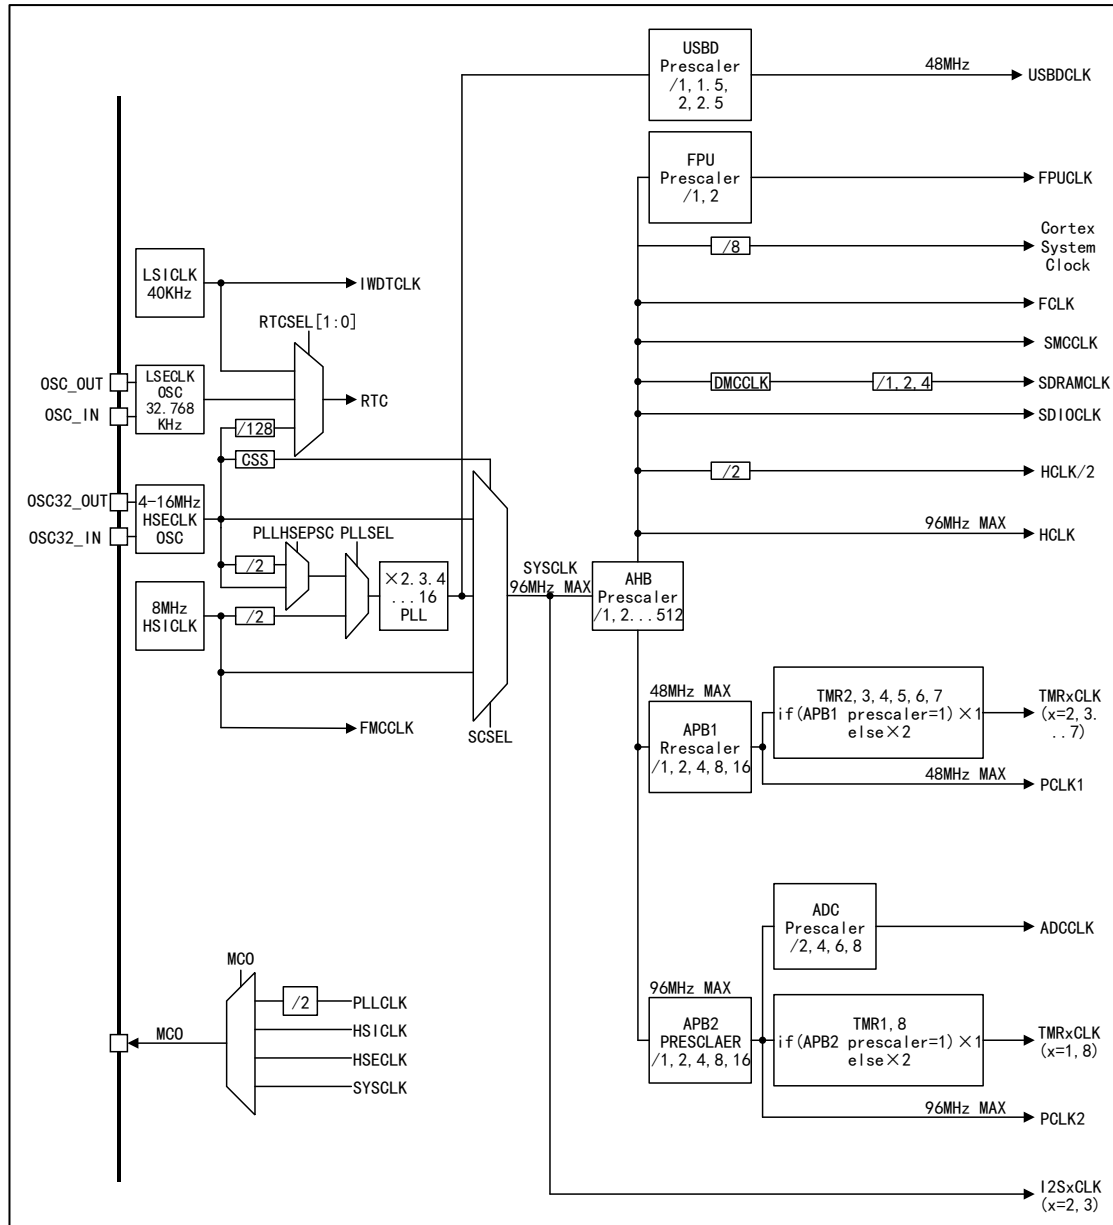 USBD
Prescaler
/1, 1.5,
2, 2.5
48MHz
USBDCLK
FPU
Prescaler
/1, 2
FPUCLK
/8
Cortex
System
Clock
LSICLK
40KHz
IWDTCLK
FCLK
RTCSEL[1:0]
SMCCLK
OSC_OUT
OSC_IN
LSECLK
OSC
32.768
KHz
RTC
DMCCLK
/1, 2, 4
SDRAMCLK
SDIOCLK
/128
CSS
/2
HCLK/2
OSC32_OUT
OSC32_IN
4-16MHz
HSECLK
OSC
96MHz MAX
HCLK
PLLHSEPSC
PLLSEL
/2
×2.3.4
...16
PLL
SYSCLK
96MHz MAX
AHB
Prescaler
/1, 2...512
8MHz
HSICLK
/2
FMCCLK
SCSEL
48MHz MAX
APB1
Rrescaler
/1, 2, 4, 8, 16
TMR2, 3, 4, 5, 6, 7
if(APB1 prescaler=1)×1
else×2
TMRxCLK
(x=2, 3.
..7)
48MHz MAX
PCLK1
ADC
Prescaler
/2, 4, 6, 8
ADCCLK
MCO
/2
PLLCLK
HSICLK
HSECLK
SYSCLK
MCO
96MHz MAX
APB2
PRESCLAER
/1, 2, 4, 8, 16
TMR1, 8
if(APB2 prescaler=1)×1
else×2
TMRxCLK
(x=1, 8)
96MHz MAX
PCLK2
I2SxCLK
(x=2, 3)